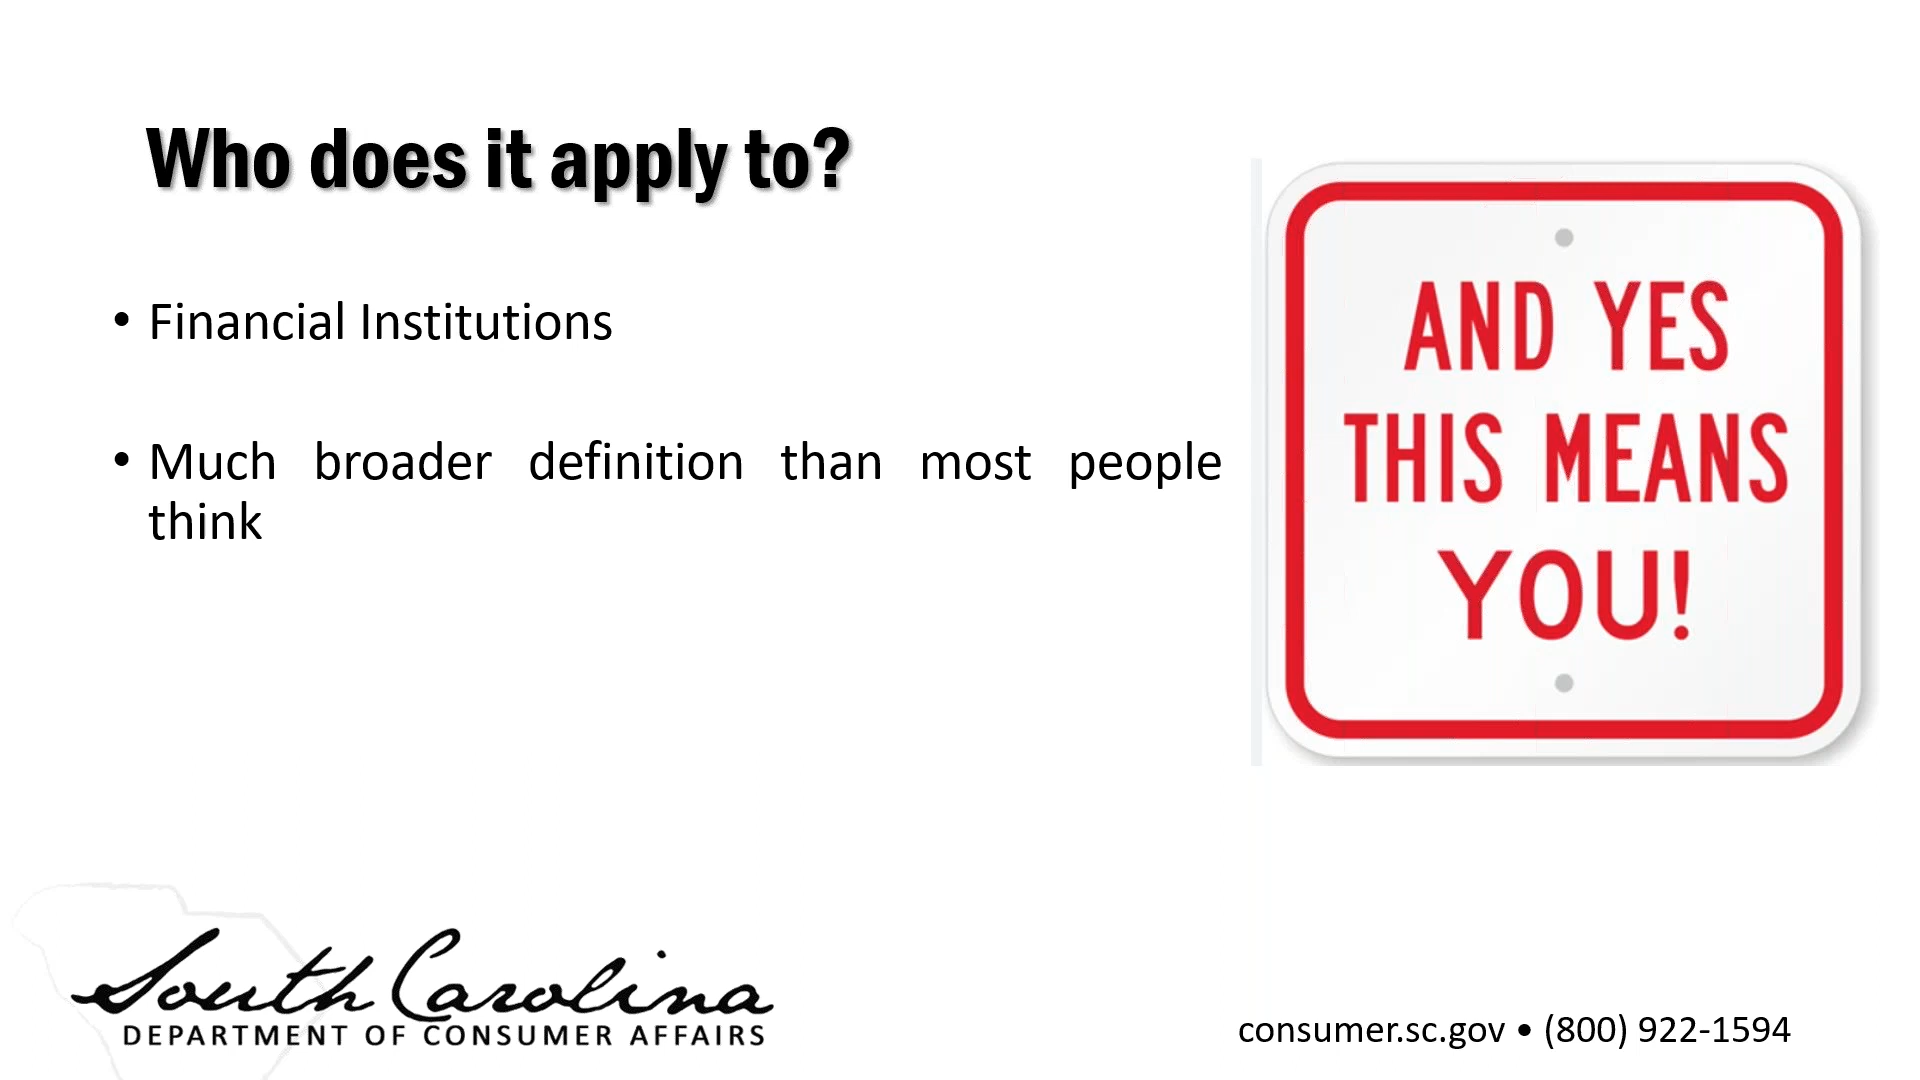 Who does it apply to?
• Financial Institutions
• Much broader definition than most people
think
AND YES
THIS MEANS
YOU!
South Carolina
DEPARTMENT OF CONSUMER AFFAIRS
consumer.sc.gov • (800) 922-1594